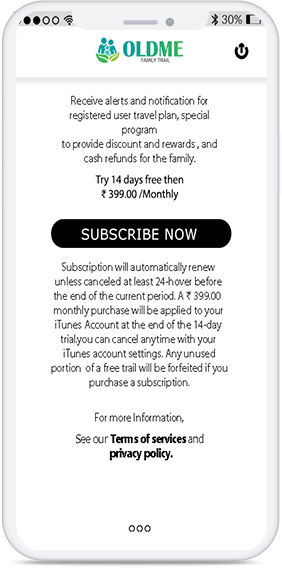 30%
OLDME
FAMILY TRAIL
Receive alerts and notification for
registered user travel plan, special
program
to provide discount and rewards , and
cash refunds for the family.
Try 14 days free then
₹ 399.00 /Monthly
SUBSCRIBE NOW
Subscription will automatically renew
unless canceled at least 24-hover before
the end of the current period. A ₹ 399.00
monthly purchase will be applied to your
iTunes Account at the end of the 14-day
trial.you can cancel anytime with your
iTunes account settings. Any unused
portion of a free trail will be forfeited if you
purchase a subscription.
For more Information,
See our Terms of services and
privacy policy.